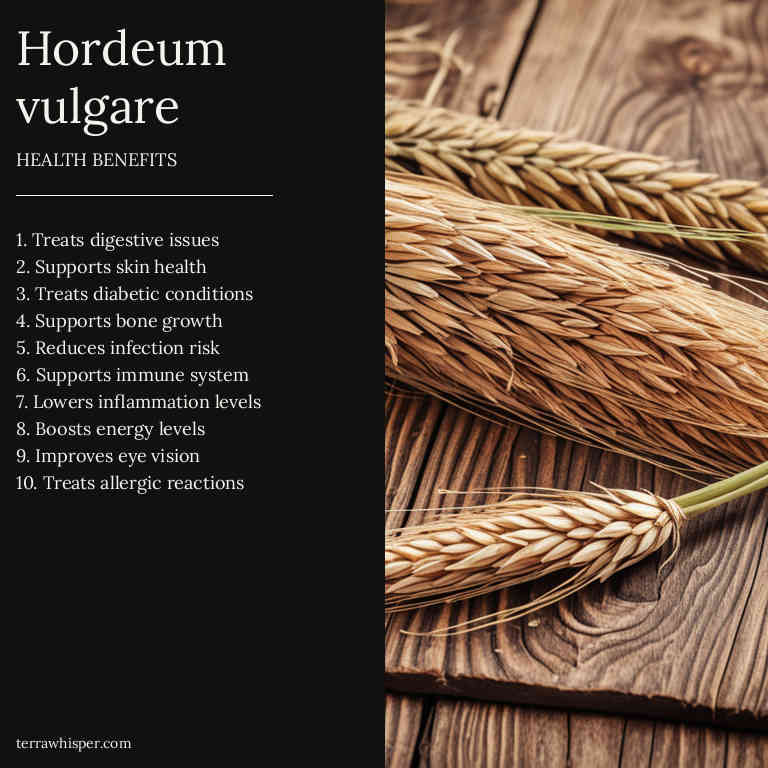 Hordeum
vulgare
HEALTH BENEFITS
1. Treats digestive issues
2. Supports skin health
3. Treats diabetic conditions
4. Supports bone growth
5. Reduces infection risk
6. Supports immune system
7. Lowers inflammation levels
8. Boosts energy levels
9. Improves eye vision
10. Treats allergic reactions
terrawhisper.com